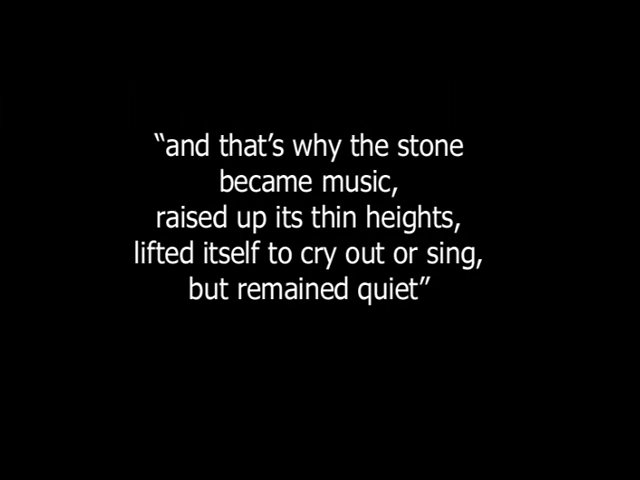 “and that’s why the stone
became music,
raised up its thin heights,
lifted itself to cry out or sing,
but remained quiet”